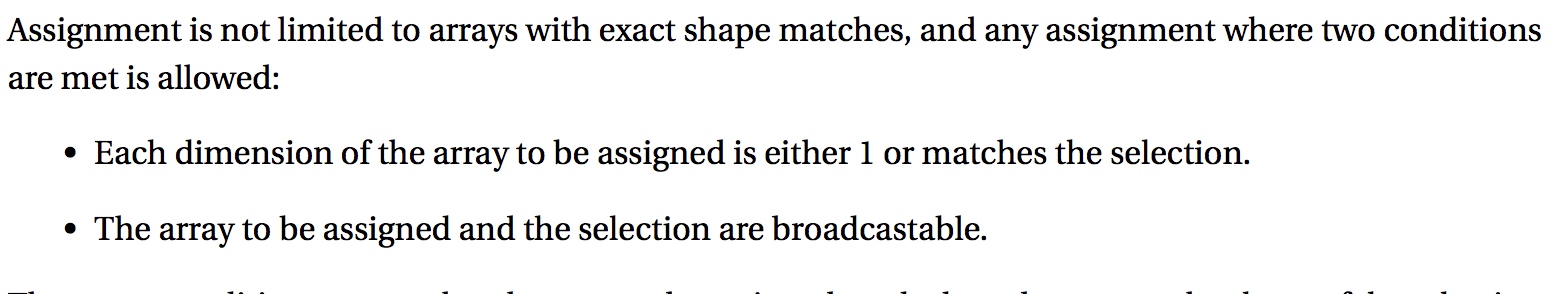 Assignment is not limited to arrays with exact shape matches, and any assignment where two conditions
are met is allowed:
• Each dimension of the array to be assigned is either 1 or matches the selection.
• The array to be assigned and the selection are broadcastable.